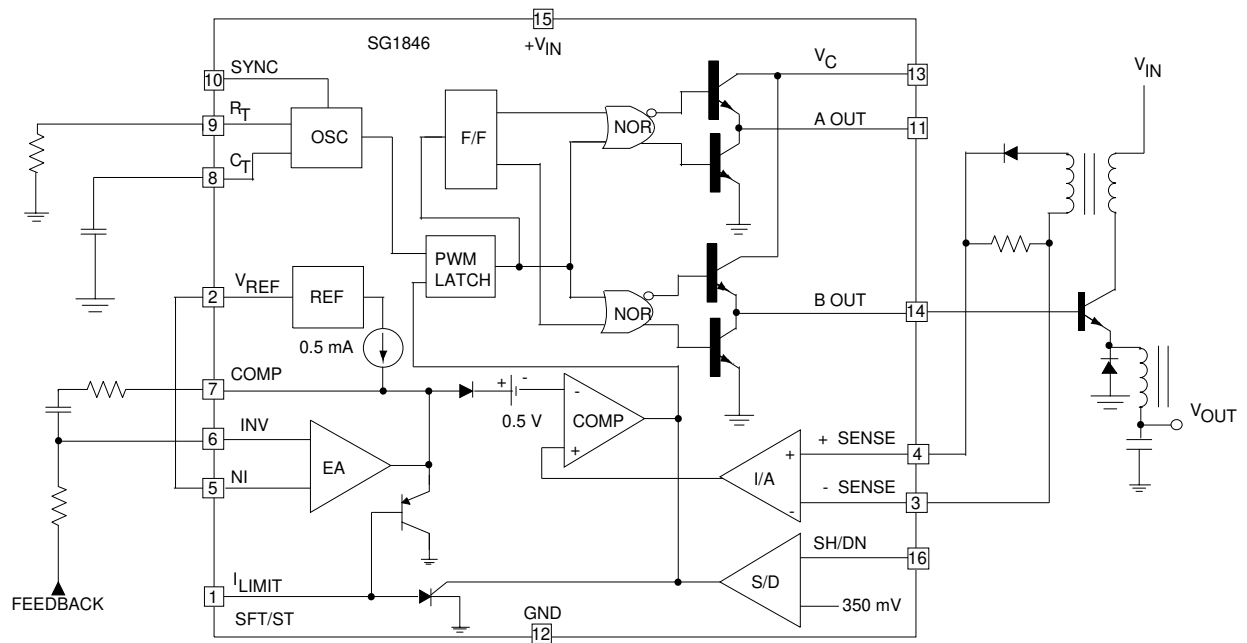 15
SG1846
+VIN
10
SYNC
VC
13
VIN
9
RT
OSC
F/F
NOR
A OUT
11
8
CT
PWM
LATCH
2
VREF
REF
NOR
B OUT
14
0.5 mA
7
COMP
+
-
-
COMP
0.5 V
+
VOUT
6
INV
EA
I/A
+
+ SENSE
4
5
NI
-
- SENSE
3
SH/DN
16
S/D
350 mV
1
ILIMIT
FEEDBACK
SFT/ST
GND
12